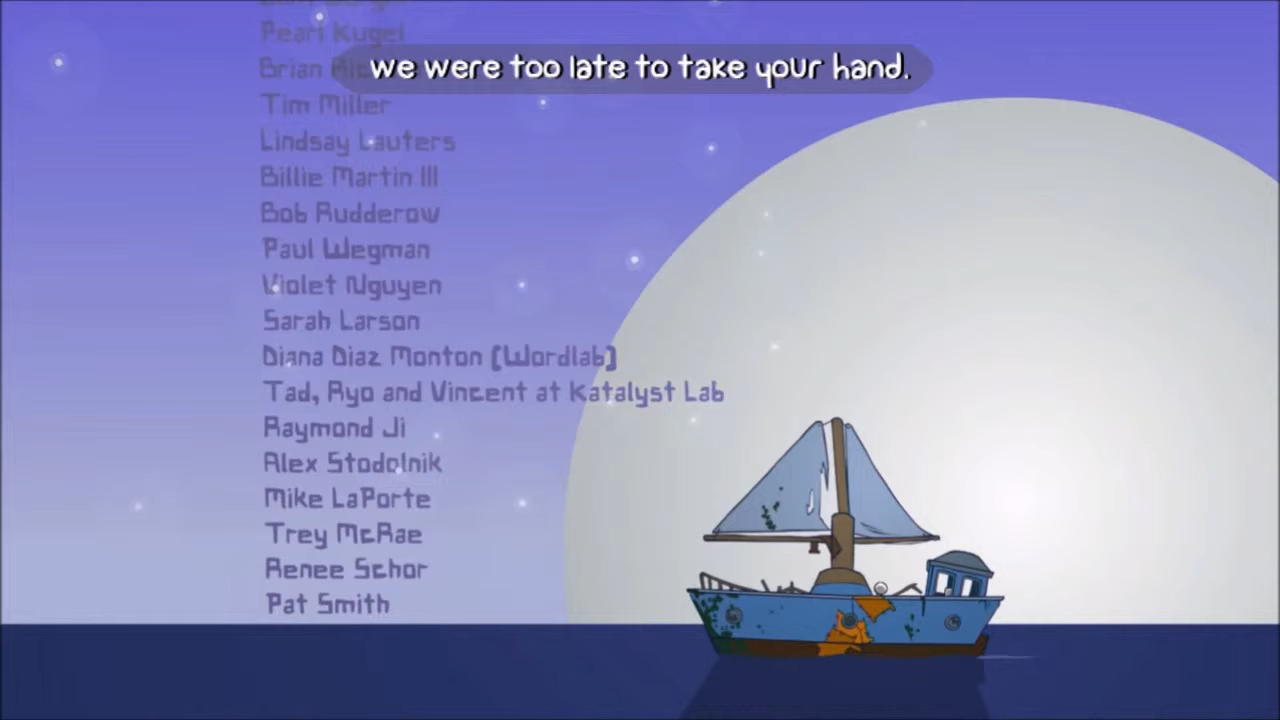 Pearl Kugel
we were too late to take your hand.
Brian
Tim Miller
Lindsay Lauters
Billie Martin III
Bob Rudderow
Paul Wegman
Violet Nguyen
Sarah Larson
Diana Diaz Monton (Wordlab)
Tad, Ryo and Vincent at Katalyst Lab
Raymond Ji
Alex Stodolnik
Mike LaPorte
Trey McRae
Renee Schor
Pat Smith